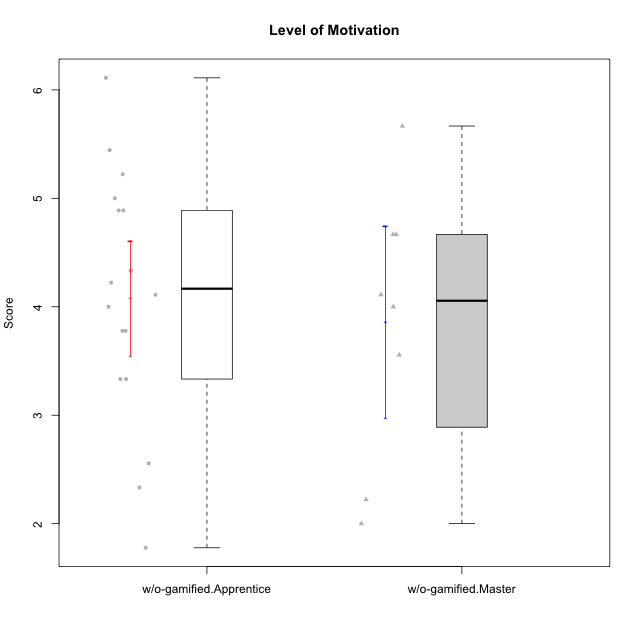 Level of Motivation
Score
6
5
4
3
2
w/o-gamified.Apprentice
w/o-gamified.Master